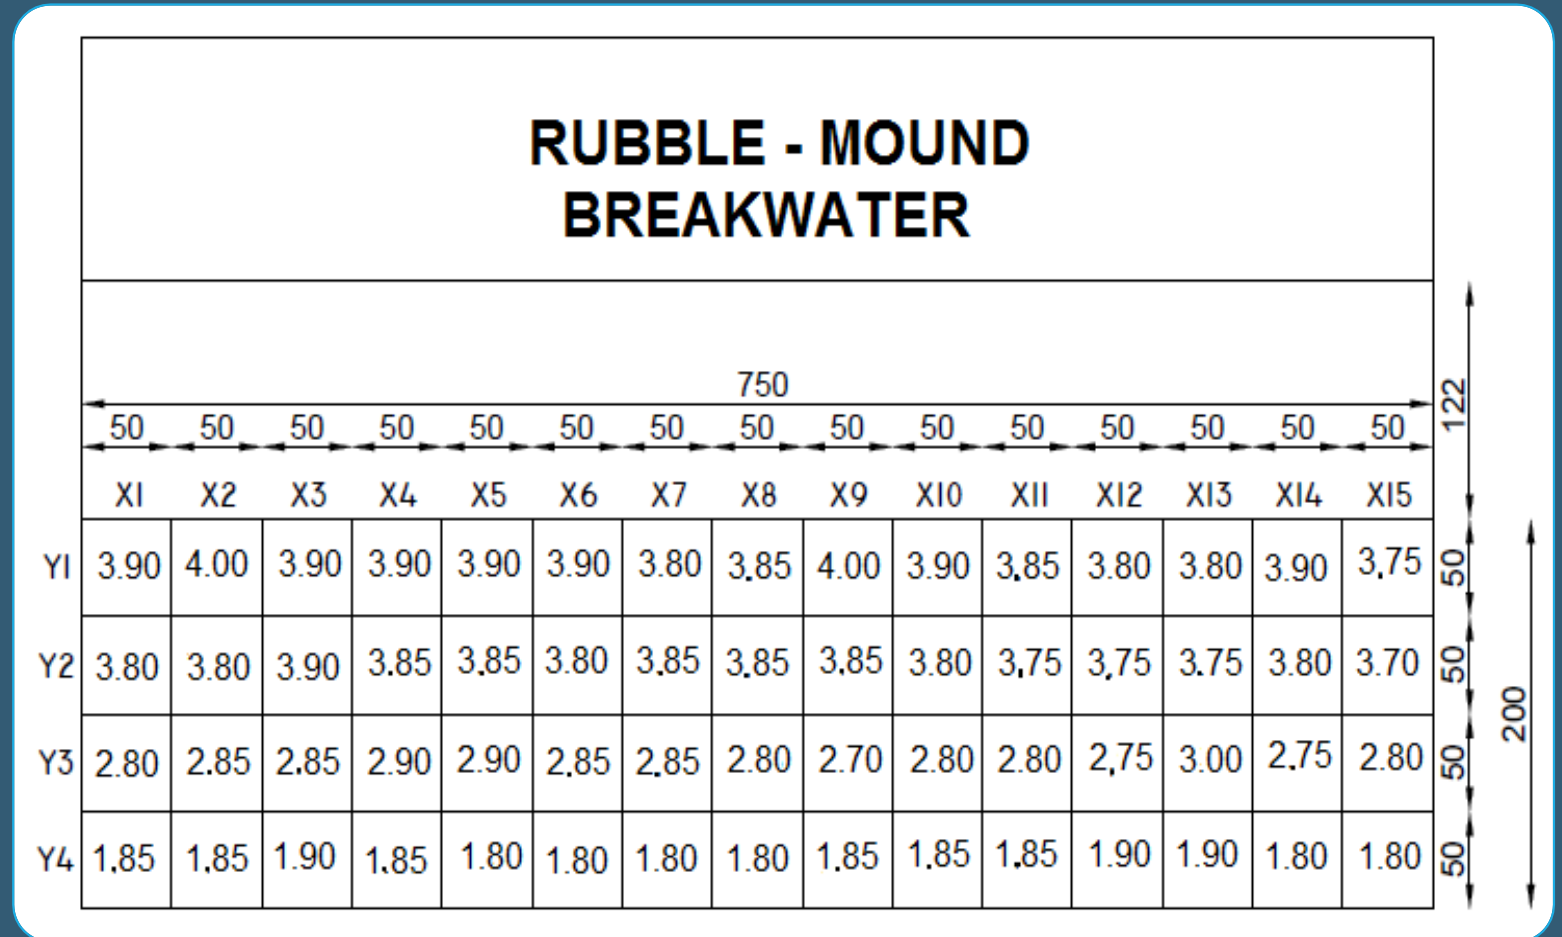 RUBBLE - MOUND
BREAKWATER
750
122
50 50 50 50 50 50 50 50 50 50 50 50 50 50 50
X1 X2 X3 X4 X5 X6 X7 X8 X9 X10 X11 X12 X13 X14 X15
Y1 3.90 4.00 3.90 3.90 3.90 3.90 3.80 3.85 4.00 3.90 3.85 3.80 3.80 3.90 3,75 50
Y2 3.80 3.80 3.90 3.85 3.85 3.80 3.85 3.85 3.85 3.80 3,75 3,75 3.75 3.80 3.70 50
200
Y3 2.80 2.85 2.85 2.90 2.90 2.85 2.85 2.80 2.70 2.80 2.80 2,75 3.00 2.75 2.80 50
Y4 1.85 1.85 1.90 1.85 1.80 1.80 1.80 1.80 1.85 1.85 1.85 1.90 1.90 1.80 1.80 50